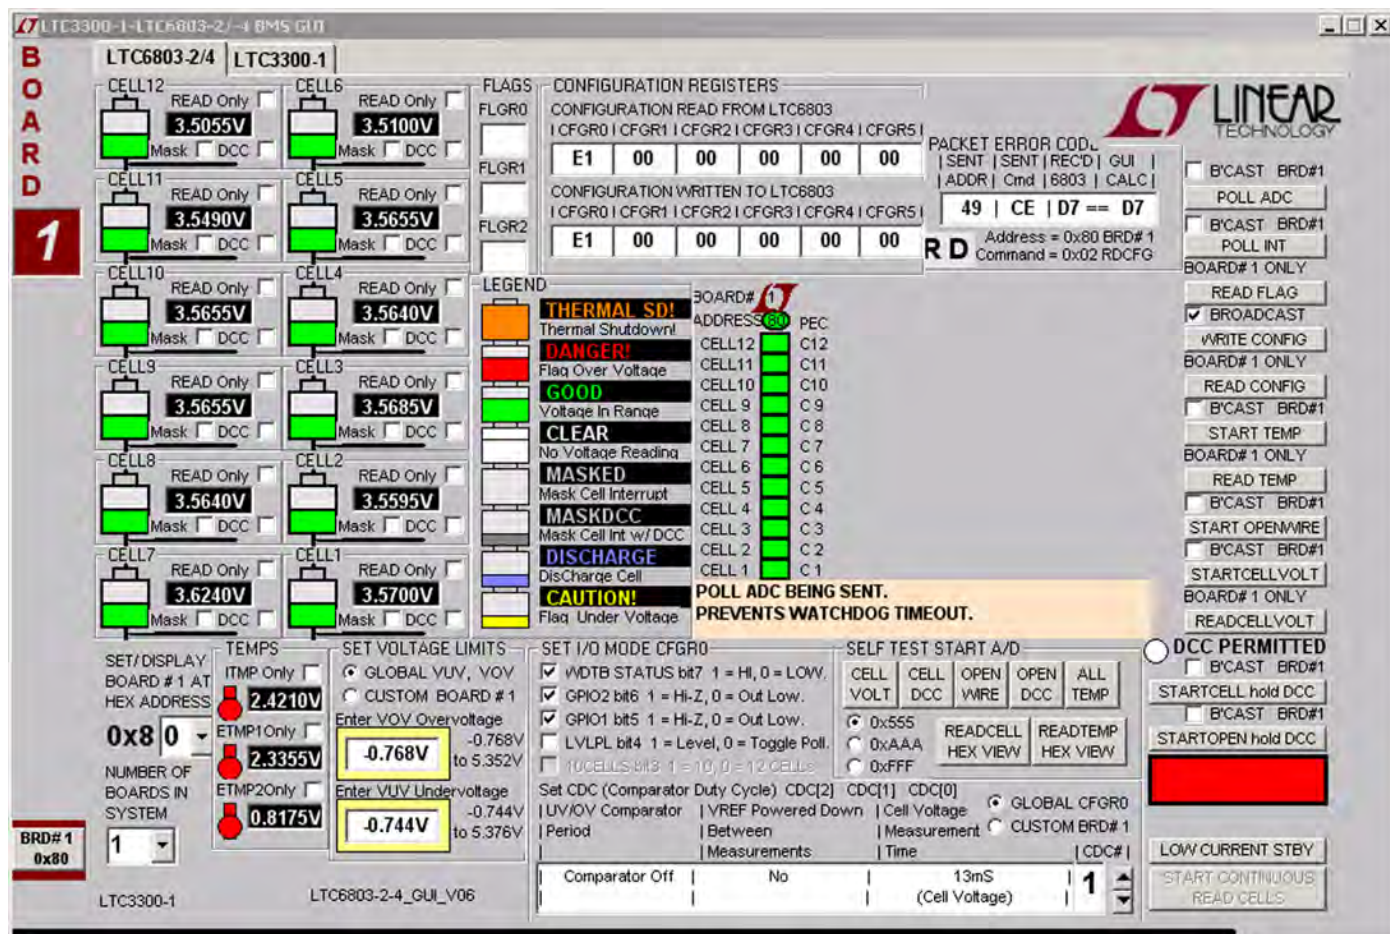 LTC3300-1-LTC6803-2/-4 BMS GUI
BOARD
1
LTC6803-2/4 LTC3300-1
CELL12 READ Only
3.5055V
Mask DCC
CELL6 READ Only
3.5100V
Mask DCC
CELL11 READ Only
3.5490V
Mask DCC
CELL5 READ Only
3.5655V
Mask DCC
CELL10 READ Only
3.5655V
Mask DCC
CELL4 READ Only
3.5640V
Mask DCC
CELL9 READ Only
3.5655V
Mask DCC
CELL3 READ Only
3.5685V
Mask DCC
CELL8 READ Only
3.5640V
Mask DCC
CELL2 READ Only
3.5595V
Mask DCC
CELL7 READ Only
3.6240V
Mask DCC
CELL1 READ Only
3.5700V
Mask DCC
FLAGS
FLGR0
FLGR1
FLGR2
CONFIGURATION REGISTERS
CONFIGURATION READ FROM LTC6803
| CFGR0 | CFGR1 | CFGR2 | CFGR3 | CFGR4 | CFGR5 |
E1 00 00 00 00 00
CONFIGURATION WRITTEN TO LTC6803
| CFGR0 | CFGR1 | CFGR2 | CFGR3 | CFGR4 | CFGR5 |
E1 00 00 00 00 00
LINEAR
TECHNOLOGY
PACKET ERROR CODE
| SENT | SENT | REC'D | GUI |
| ADDR | Cmd | 6803 | CALC |
49 | CE | D7 == D7
RD
Address = 0x80 BRD# 1
Command = 0x02 RDCFG
LEGEND
THERMAL SD!
Thermal Shutdown!
DANGER!
Flag Over Voltage
GOOD
Voltage In Range
CLEAR
No Voltage Reading
MASKED
Mask Cell Interrupt
MASKDCC
Mask Cell Int w/ DCC
DISCHARGE
DisCharge Cell
CAUTION!
Flag Under Voltage
BOARD# 1
ADDRESS 80 PEC
CELL12 C12
CELL11 C11
CELL10 C10
CELL 9 C 9
CELL 8 C 8
CELL 7 C 7
CELL 6 C 6
CELL 5 C 5
CELL 4 C 4
CELL 3 C 3
CELL 2 C 2
CELL 1 C 1
POLL ADC BEING SENT.
PREVENTS WATCHDOG TIMEOUT.
B'CAST BRD#1
POLL ADC
B'CAST BRD#1
POLL INT
BOARD# 1 ONLY
READ FLAG
BROADCAST
WRITE CONFIG
BOARD# 1 ONLY
READ CONFIG
B'CAST BRD#1
START TEMP
BOARD# 1 ONLY
READ TEMP
B'CAST BRD#1
START OPENWIRE
B'CAST BRD#1
STARTCELLVOLT
BOARD# 1 ONLY
READCELLVOLT
DCC PERMITTED
B'CAST BRD#1
STARTCELL hold DCC
B'CAST BRD#1
STARTOPEN hold DCC
LOW CURRENT STBY
START CONTINUOUS
READ CELLS
SET/DISPLAY
BOARD # 1 AT
HEX ADDRESS
0x8 0
NUMBER OF
BOARDS IN
SYSTEM
1
BRD# 1
0x80
LTC3300-1
LTC6803-2-4_GUI_V06
TEMPS
ITMP Only
2.4210V
ETMP1Only
2.3355V
ETMP2Only
0.8175V
SET VOLTAGE LIMITS
GLOBAL VUV, VOV
CUSTOM BOARD # 1
Enter VOV Overvoltage
-0.768V
-0.768V
to 5.352V
Enter VUV Undervoltage
-0.744V
-0.744V
to 5.376V
SET I/O MODE CFGR0
WDTB STATUS bit7 1 = HI, 0 = LOW.
GPIO2 bit6 1 = Hi-Z, 0 = Out Low.
GPIO1 bit5 1 = Hi-Z, 0 = Out Low.
LVLPL bit4 1 = Level, 0 = Toggle Poll.
10CELLS bit3 1 = 10, 0 = 12 CELLs
SELF TEST START A/D
CELL VOLT
CELL DCC
OPEN WIRE
OPEN DCC
ALL TEMP
0x555
0xAAA
0xFFF
READCELL HEX VIEW
READTEMP HEX VIEW
Set CDC (Comparator Duty Cycle) CDC[2] CDC[1] CDC[0]
GLOBAL CFGR0
CUSTOM BRD# 1
| UV/OV Comparator | VREF Powered Down | Cell Voltage
| Period | Between | Measurement
| | Measurements | Time | CDC# |
Comparator Off | No | 13mS | 1
| | (Cell Voltage) |